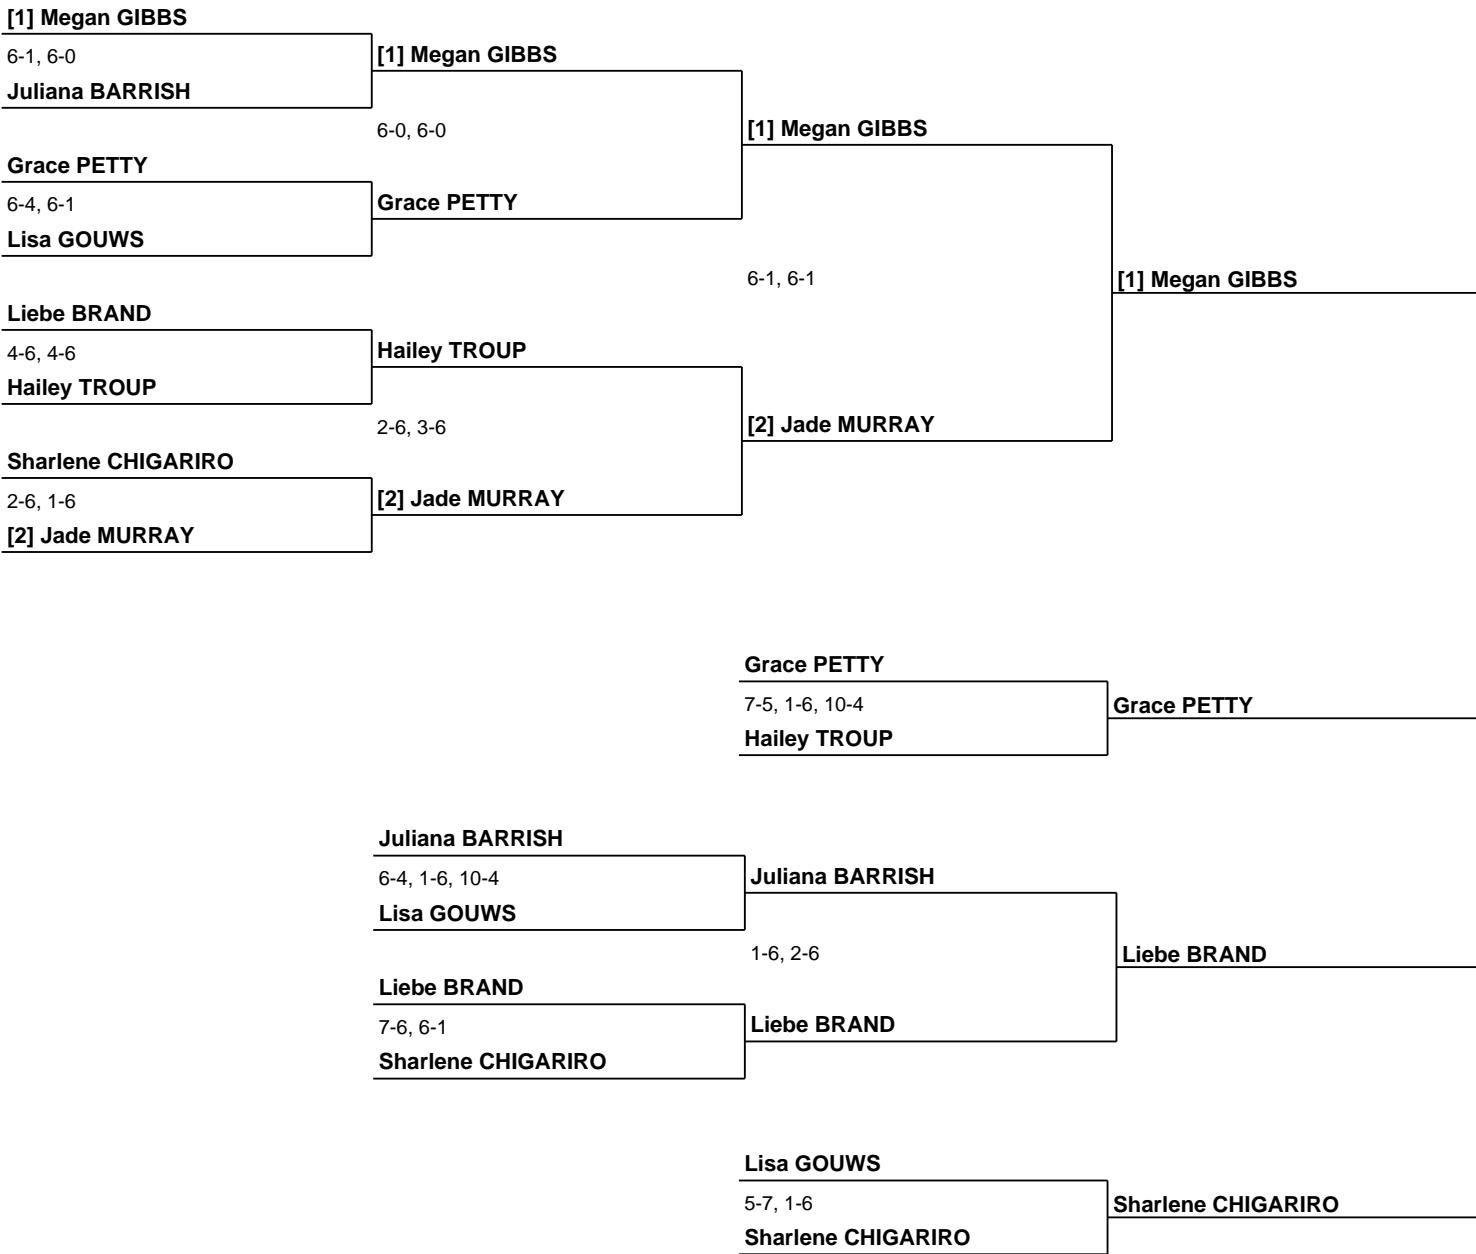 [1] Megan GIBBS
6-1, 6-0
[1] Megan GIBBS
Juliana BARRISH
6-0, 6-0
[1] Megan GIBBS
Grace PETTY
6-4, 6-1
Grace PETTY
Lisa GOUWS
6-1, 6-1
[1] Megan GIBBS
Liebe BRAND
4-6, 4-6
Hailey TROUP
Hailey TROUP
2-6, 3-6
[2] Jade MURRAY
Sharlene CHIGARIRO
2-6, 1-6
[2] Jade MURRAY
[2] Jade MURRAY
Grace PETTY
7-5, 1-6, 10-4
Grace PETTY
Hailey TROUP
Juliana BARRISH
6-4, 1-6, 10-4
Juliana BARRISH
Lisa GOUWS
1-6, 2-6
Liebe BRAND
Liebe BRAND
7-6, 6-1
Liebe BRAND
Sharlene CHIGARIRO
Lisa GOUWS
5-7, 1-6
Sharlene CHIGARIRO
Sharlene CHIGARIRO